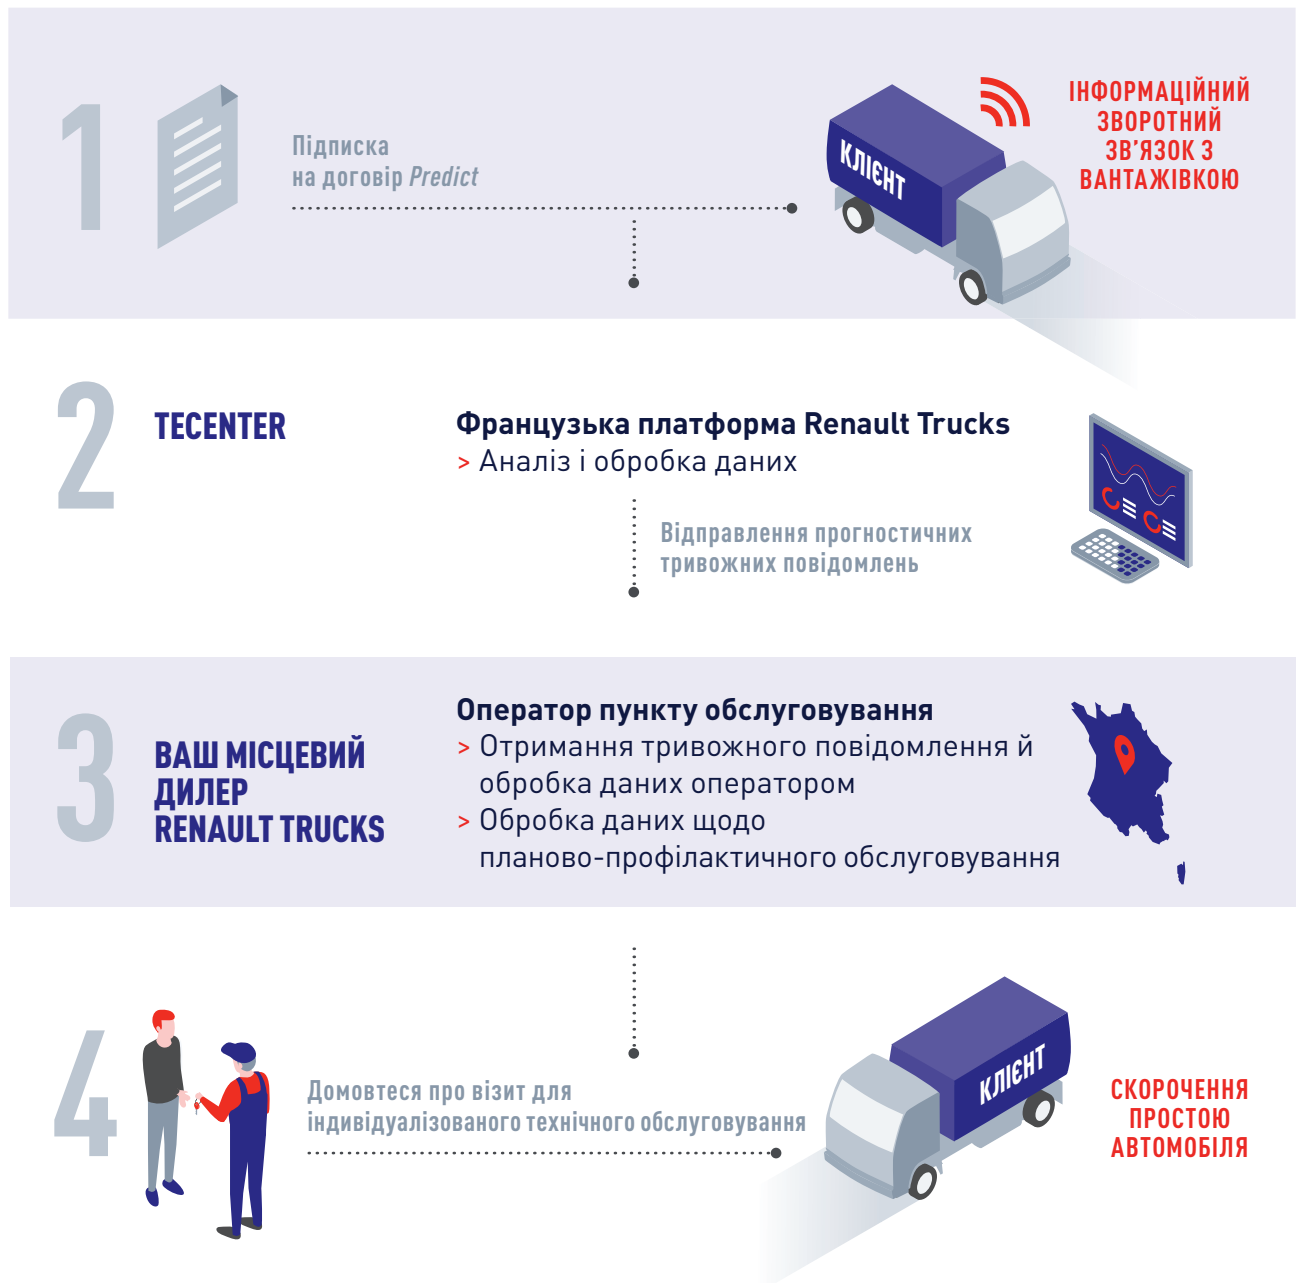 1
Підписка
на договір Predict
КЛІЄНТ
ІНФОРМАЦІЙНИЙ
ЗВОРОТНИЙ
ЗВ’ЯЗОК З
ВАНТАЖІВКОЮ
2
TECENTER
Французька платформа Renault Trucks
> Аналіз і обробка даних
Відправлення прогностичних
тривожних повідомлень
3
ВАШ МІСЦЕВИЙ
ДИЛЕР
RENAULT TRUCKS
Оператор пункту обслуговування
> Отримання тривожного повідомлення й
обробка даних оператором
> Обробка даних щодо
планово-профілактичного обслуговування
4
Домовтеся про візит для
індивідуалізованого технічного обслуговування
КЛІЄНТ
СКОРОЧЕННЯ
ПРОСТОЮ
АВТОМОБІЛЯ